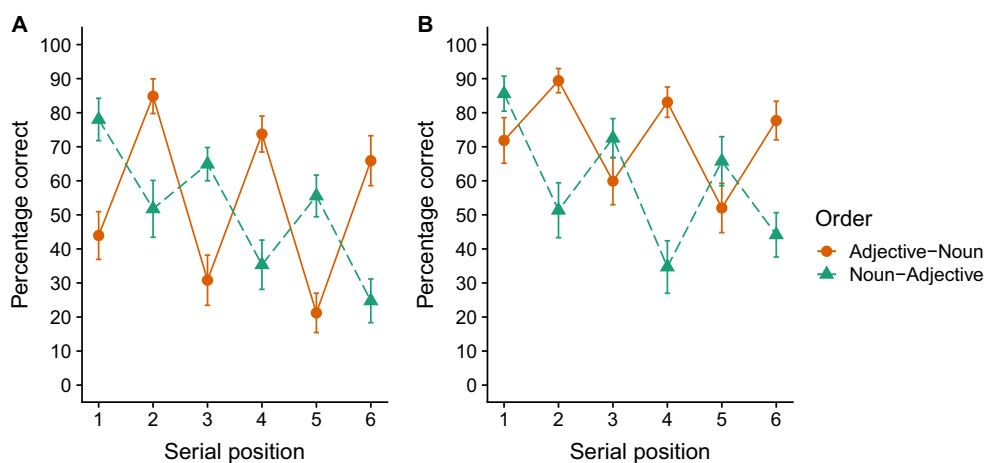 A
100
90
80
70
60
50
40
30
20
10
0
Percentage correct
1 2 3 4 5 6
Serial position
B
100
90
80
70
60
50
40
30
20
10
0
Percentage correct
1 2 3 4 5 6
Serial position
Order
Adjective−Noun
Noun−Adjective